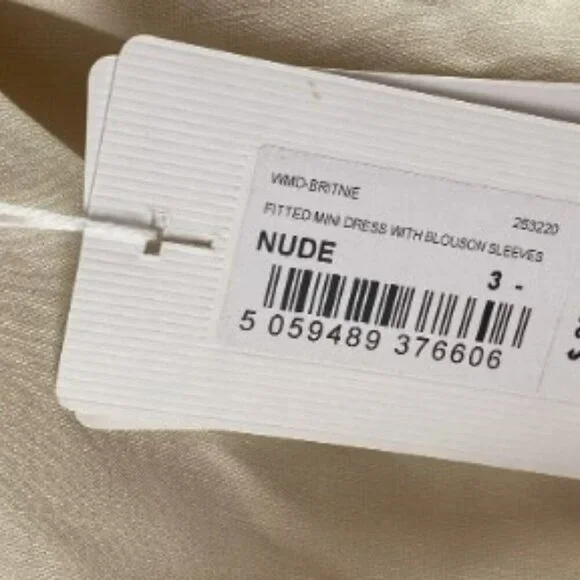 WMD-BRITNIE
253220
FITTED MINI DRESS WITH BLOUSON SLEEVES
NUDE
3 -
5 059489 376606